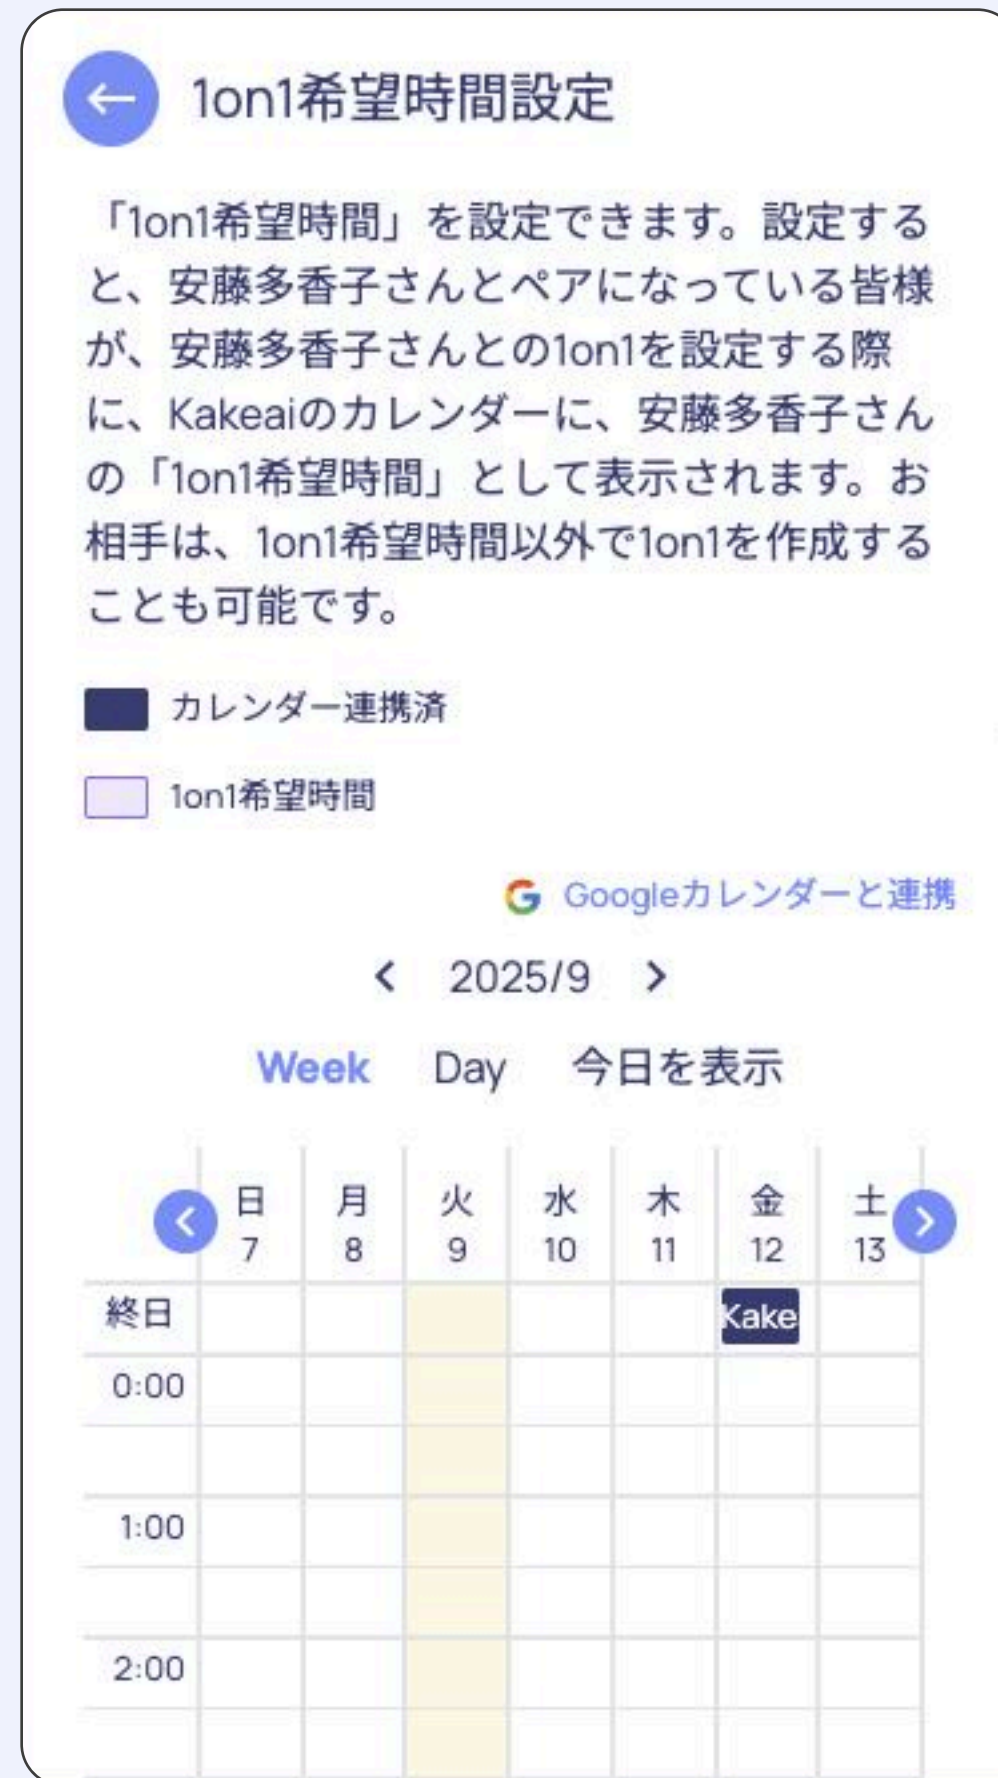 1on1希望時間設定
「1on1希望時間」を設定できます。設定する
と、安藤多香子さんとペアになっている皆様
が、安藤多香子さんとの1on1を設定する際
に、Kakeaiのカレンダーに、安藤多香子さん
の「1on1希望時間」として表示されます。お
相手は、1on1希望時間以外で1on1を作成する
ことも可能です。
カレンダー連携済
1on1希望時間
Googleカレンダーと連携
2025/9
Week Day 今日を表示
日 月 火 水 木 金 土
7 8 9 10 11 12 13
終日 Kake
0:00
1:00
2:00